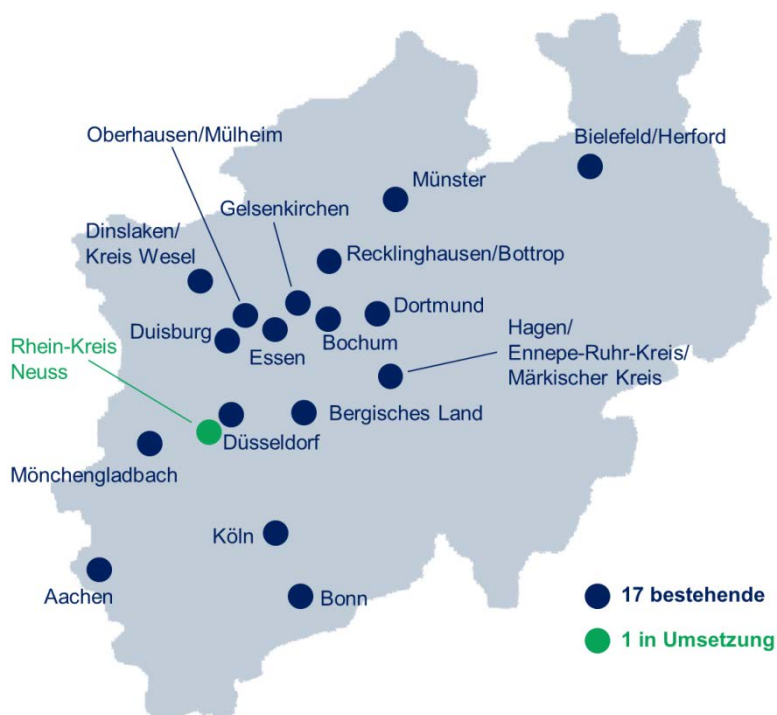 Oberhausen/Mülheim
Bielefeld/Herford
Münster
Gelsenkirchen
Dinslaken/
Kreis Wesel
Recklinghausen/Bottrop
Dortmund
Duisburg
Essen
Bochum
Hagen/
Ennepe-Ruhr-Kreis/
Märkischer Kreis
Rhein-Kreis
Neuss
Bergisches Land
Düsseldorf
Mönchengladbach
Köln
Aachen
Bonn
17 bestehende
1 in Umsetzung